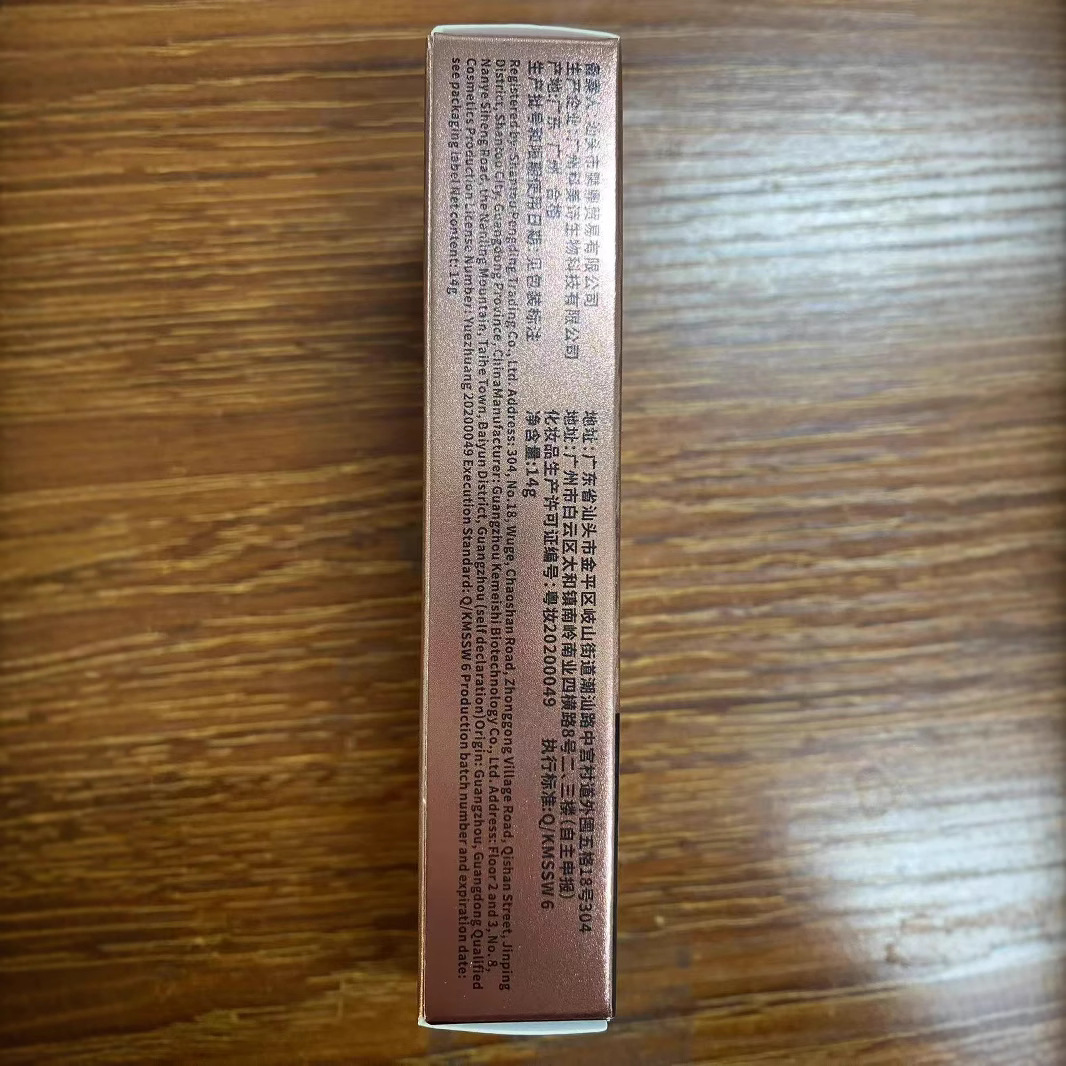 备案人:汕头市鹏鼎贸易有限公司 地址:广东省汕头市金平区岐山街道潮汕路中宫村道外围五格18号304
生产企业:广州科美诗生物科技有限公司 地址:广州市白云区太和镇南岭南业四横路8号二、三楼(自主申报)
产地:广东 广州 合格 化妆品生产许可证编号:粤妆20200049 执行标准:Q/KMSSW 6
生产批号和限期使用日期:见包装标注 净含量:14g
Registered by: Shantou Pengding Trading Co., Ltd. Address: 304, No.18, Wuge, Chaoshan Road, Zhonggong Village Road, Qishan Street, Jinping
District, Shantou City, Guangdong Province, ChinaManufacturer: Guangzhou Kemeishi Biotechnology Co., Ltd. Address: Floor 2 and 3, No. 8,
Nanye Siheng Road, the Nanling Mountain, Taihe Town, Baiyun District, Guangzhou (self declaration)Origin: Guangzhou, Guangdong Qualified
Cosmetics Production License Number: Yuezhuang 20200049 Execution Standard: Q/KMSSW 6 Production batch number and expiration date:
see packaging label Net content: 14g